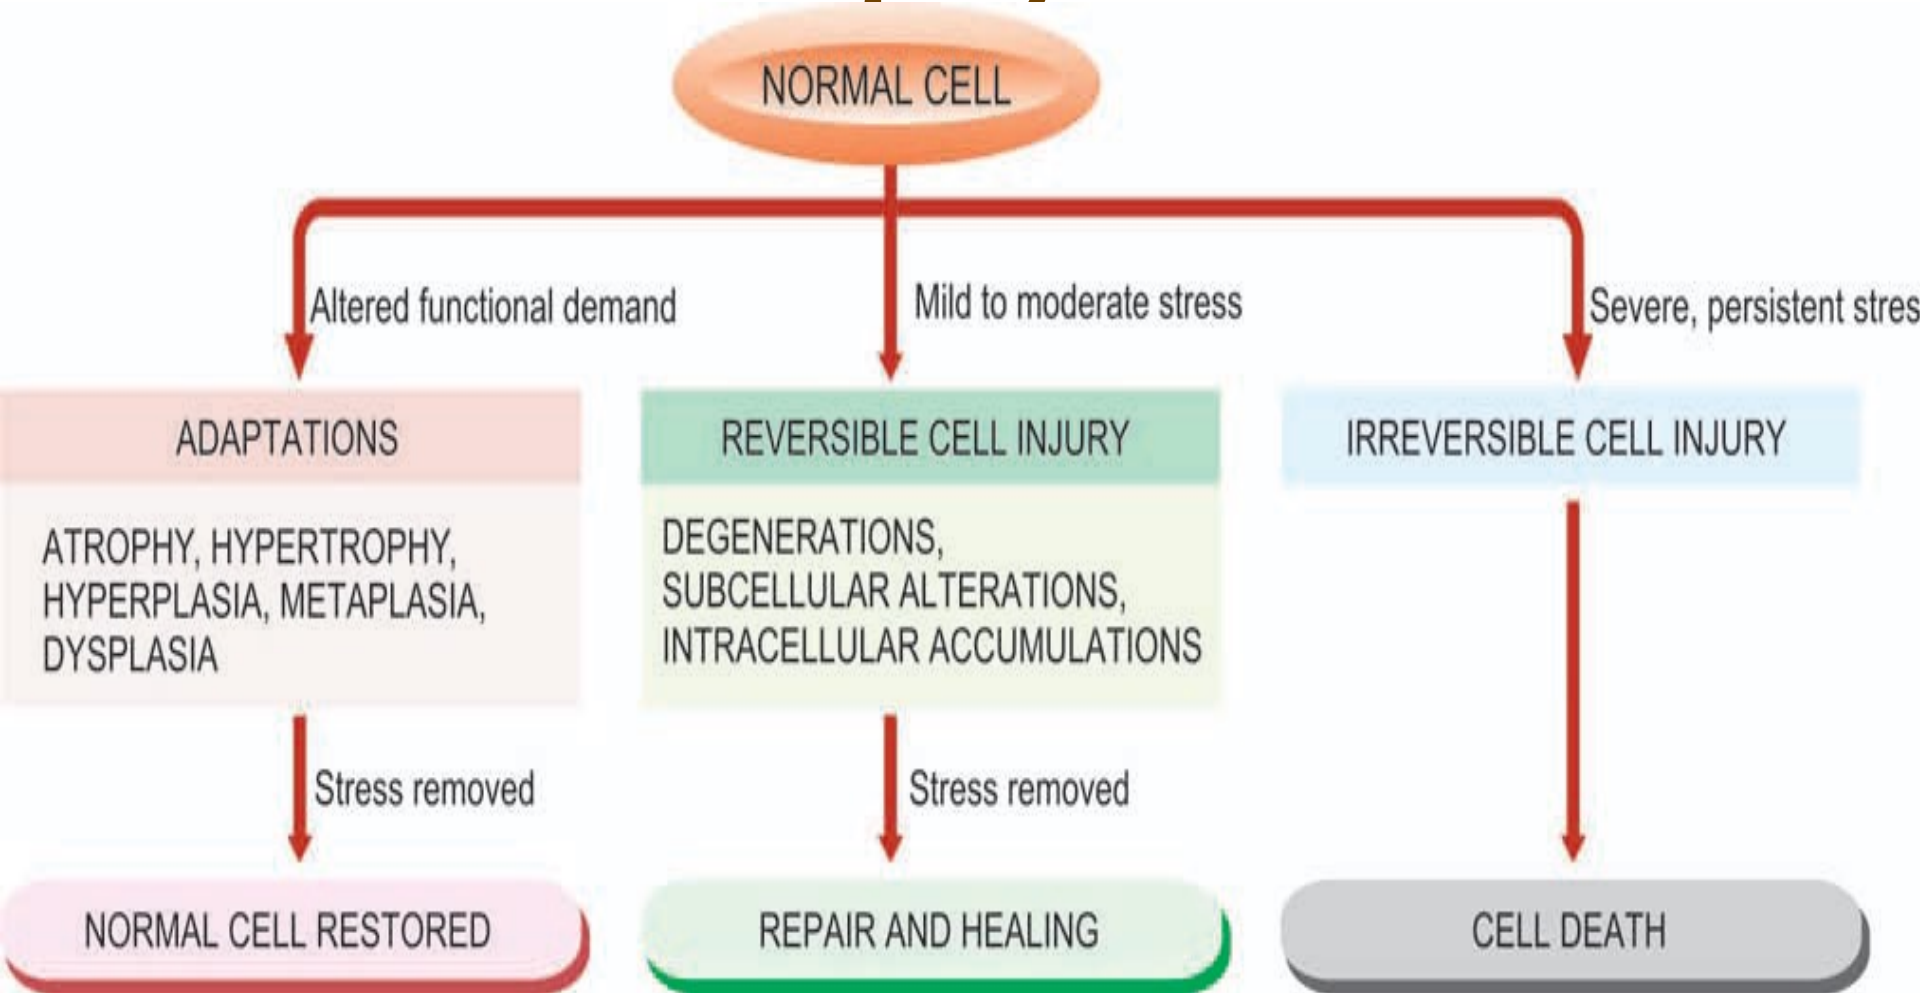 NORMAL CELL
Altered functional demand
Mild to moderate stress
Severe, persistent stres
ADAPTATIONS
ATROPHY, HYPERTROPHY,
HYPERPLASIA, METAPLASIA,
DYSPLASIA
REVERSIBLE CELL INJURY
DEGENERATIONS,
SUBCELLULAR ALTERATIONS,
INTRACELLULAR ACCUMULATIONS
IRREVERSIBLE CELL INJURY
Stress removed
Stress removed
NORMAL CELL RESTORED
REPAIR AND HEALING
CELL DEATH